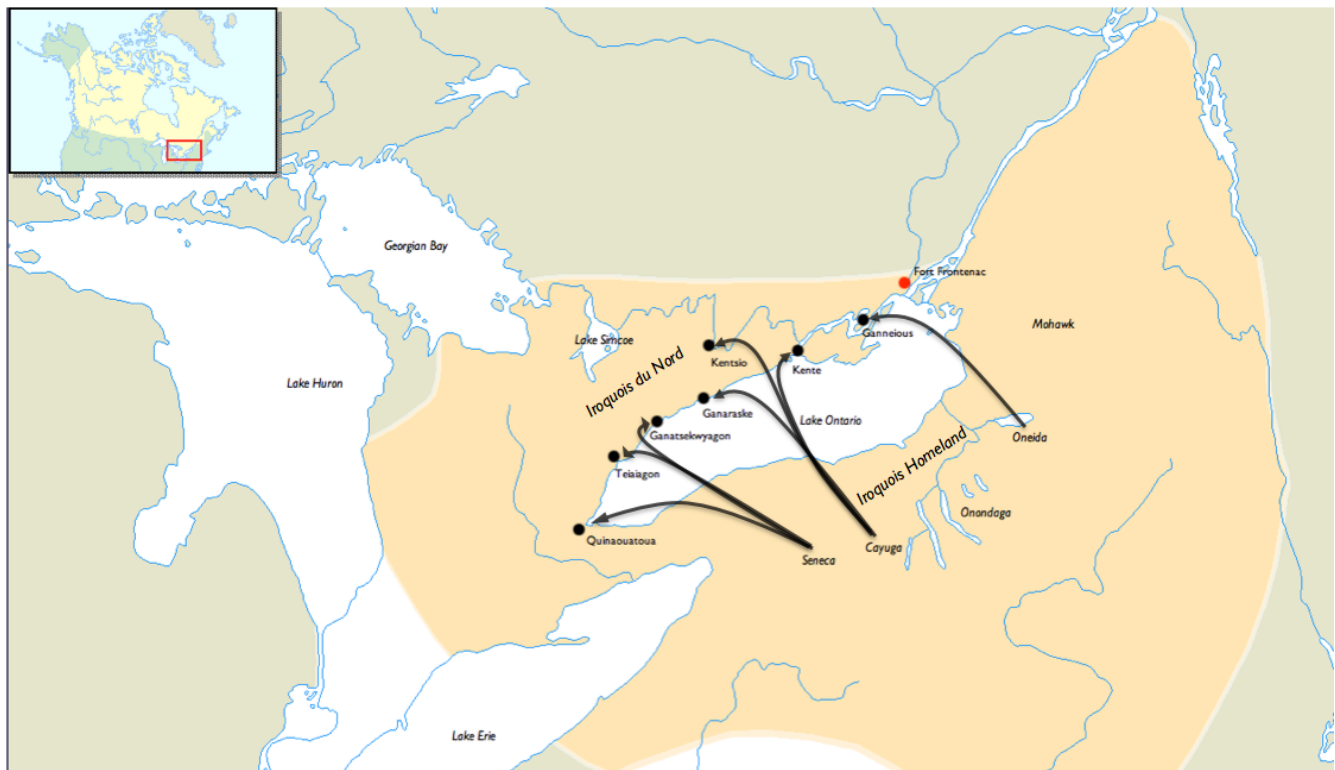 Georgian Bay
Fort Frontenac
Mohawk
Ganneious
Lake Simcoe
Iroquois du Nord
Kentsio
Kente
Lake Huron
Ganaraske
Lake Ontario
Ganatsekwyagon
Iroquois Homeland
Oneida
Teiaiagon
Onondaga
Quinaouatoua
Seneca
Cayuga
Lake Erie